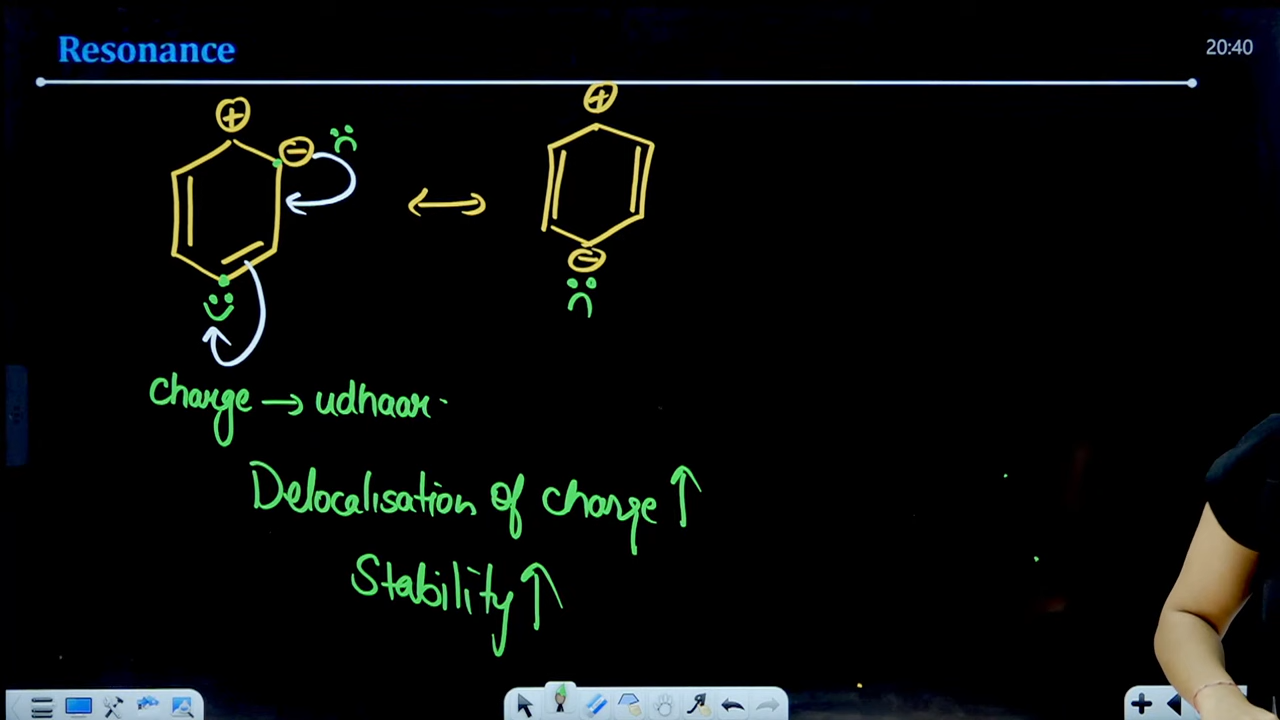 Resonance
20:40
+
−
+
−
charge → udhaar
Delocalisation of charge ↑
Stability ↑